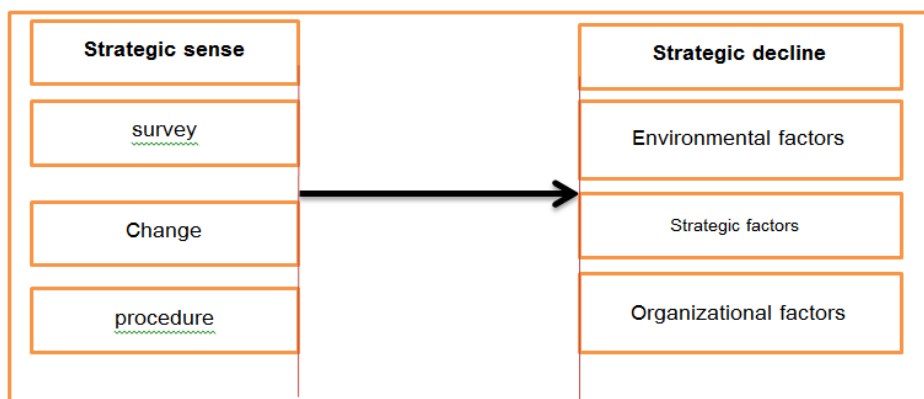 Strategic sense
survey
Change
procedure
Strategic decline
Environmental factors
Strategic factors
Organizational factors